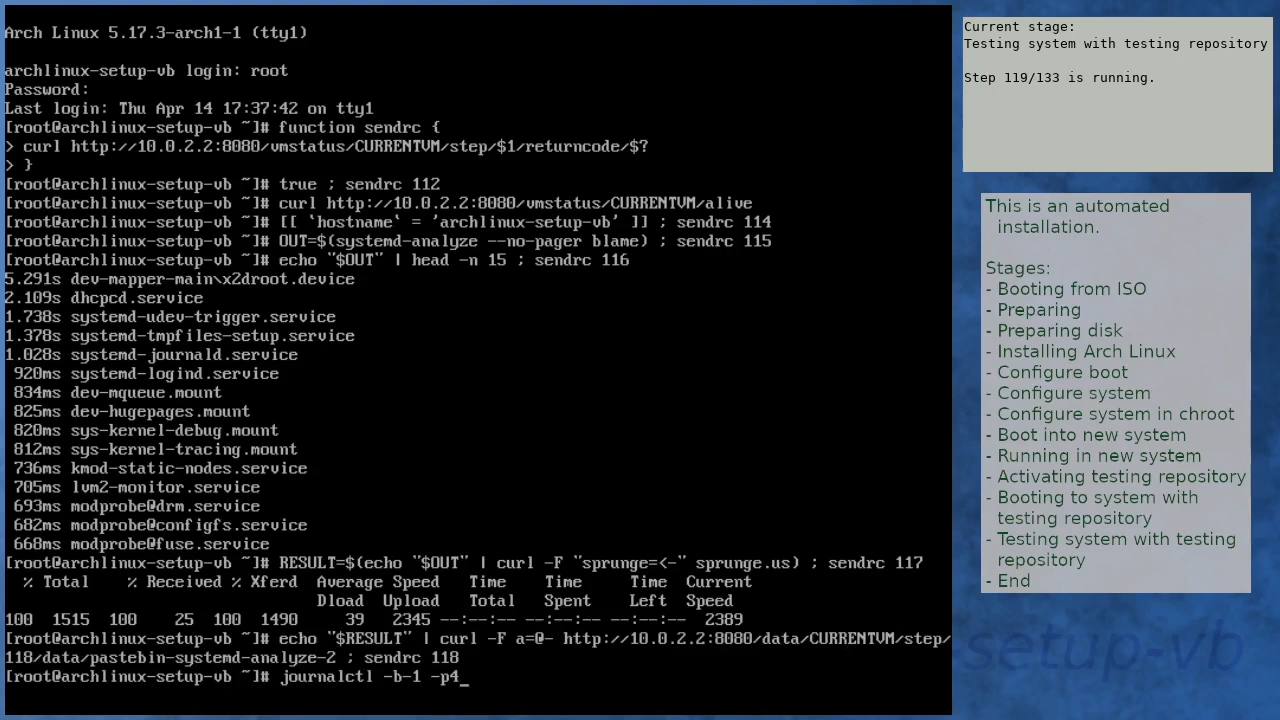 Arch Linux 5.17.3-arch1-1 (tty1)
archlinux-setup-vb login: root
Password:
Last login: Thu Apr 14 17:37:42 on tty1
[root@archlinux-setup-vb ~]# function sendrc {
> curl http://10.0.2.2:8080/vmstatus/CURRENTVM/step/$1/returncode/$?
> }
[root@archlinux-setup-vb ~]# true ; sendrc 112
[root@archlinux-setup-vb ~]# curl http://10.0.2.2:8080/vmstatus/CURRENTVM/alive
[root@archlinux-setup-vb ~]# [[ `hostname` = 'archlinux-setup-vb' ]] ; sendrc 114
[root@archlinux-setup-vb ~]# OUT=$(systemd-analyze --no-pager blame) ; sendrc 115
[root@archlinux-setup-vb ~]# echo "$OUT" | head -n 15 ; sendrc 116
5.291s dev-mapper-main\x2droot.device
2.109s dhcpcd.service
1.738s systemd-udev-trigger.service
1.378s systemd-tmpfiles-setup.service
1.028s systemd-journald.service
920ms systemd-logind.service
834ms dev-mqueue.mount
825ms dev-hugepages.mount
820ms sys-kernel-debug.mount
812ms sys-kernel-tracing.mount
736ms kmod-static-nodes.service
705ms lvm2-monitor.service
693ms modprobe@drm.service
682ms modprobe@configfs.service
668ms modprobe@fuse.service
[root@archlinux-setup-vb ~]# RESULT=$(echo "$OUT" | curl -F "sprunge=<-" sprunge.us) ; sendrc 117
% Total % Received % Xferd Average Speed Time Time Time Current
Dload Upload Total Spent Left Speed
100 1515 100 25 100 1490 39 2345 --:--:-- --:--:-- --:--:-- 2389
[root@archlinux-setup-vb ~]# echo "$RESULT" | curl -F a=@- http://10.0.2.2:8080/data/CURRENTVM/step/
118/data/pastebin-systemd-analyze-2 ; sendrc 118
[root@archlinux-setup-vb ~]# journalctl -b-1 -p4_
Current stage:
Testing system with testing repository
Step 119/133 is running.
This is an automated
installation.
Stages:
- Booting from ISO
- Preparing
- Preparing disk
- Installing Arch Linux
- Configure boot
- Configure system
- Configure system in chroot
- Boot into new system
- Running in new system
- Activating testing repository
- Booting to system with
testing repository
- Testing system with testing
repository
- End
setup-vb